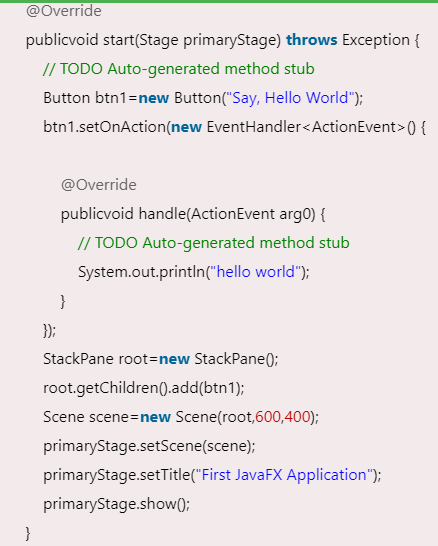 @Override
publicvoid start(Stage primaryStage) throws Exception {
// TODO Auto-generated method stub
Button btn1=new Button("Say, Hello World");
btn1.setOnAction(new EventHandler<ActionEvent>() {
@Override
publicvoid handle(ActionEvent arg0) {
// TODO Auto-generated method stub
System.out.println("hello world");
}
});
StackPane root=new StackPane();
root.getChildren().add(btn1);
Scene scene=new Scene(root,600,400);
primaryStage.setScene(scene);
primaryStage.setTitle("First JavaFX Application");
primaryStage.show();
}